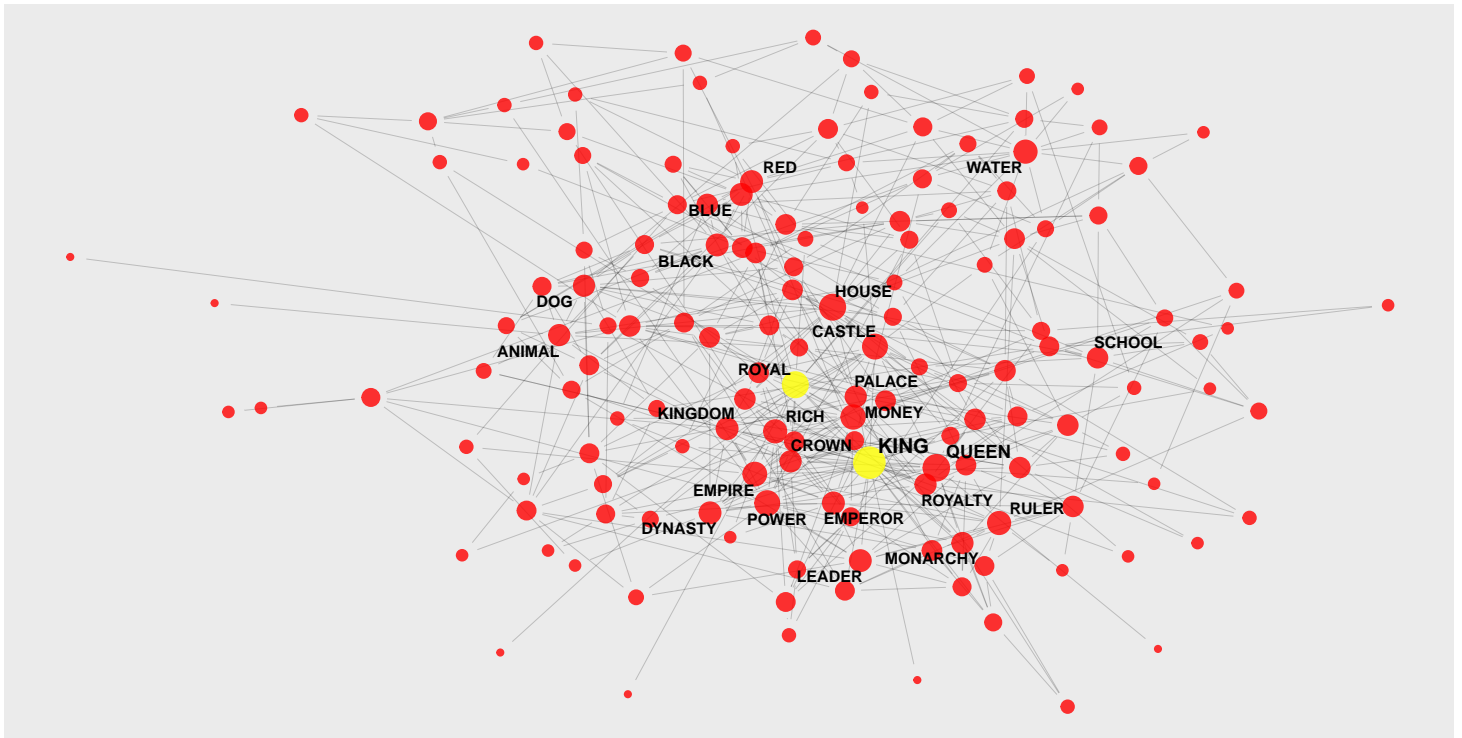 RED
WATER
BLUE
BLACK
HOUSE
DOG
CASTLE
SCHOOL
ANIMAL
ROYAL
PALACE
KINGDOM
RICH
MONEY
CROWN
KING
QUEEN
EMPIRE
ROYALTY
RULER
POWER
EMPEROR
DYNASTY
MONARCHY
LEADER